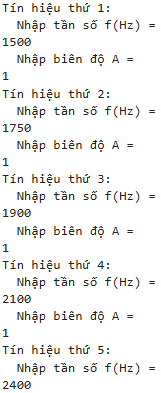 Tín hiệu thứ 1:
Nhập tần số f(Hz) =
1500
Nhập biên độ A =
1
Tín hiệu thứ 2:
Nhập tần số f(Hz) =
1750
Nhập biên độ A =
1
Tín hiệu thứ 3:
Nhập tần số f(Hz) =
1900
Nhập biên độ A =
1
Tín hiệu thứ 4:
Nhập tần số f(Hz) =
2100
Nhập biên độ A =
1
Tín hiệu thứ 5:
Nhập tần số f(Hz) =
2400